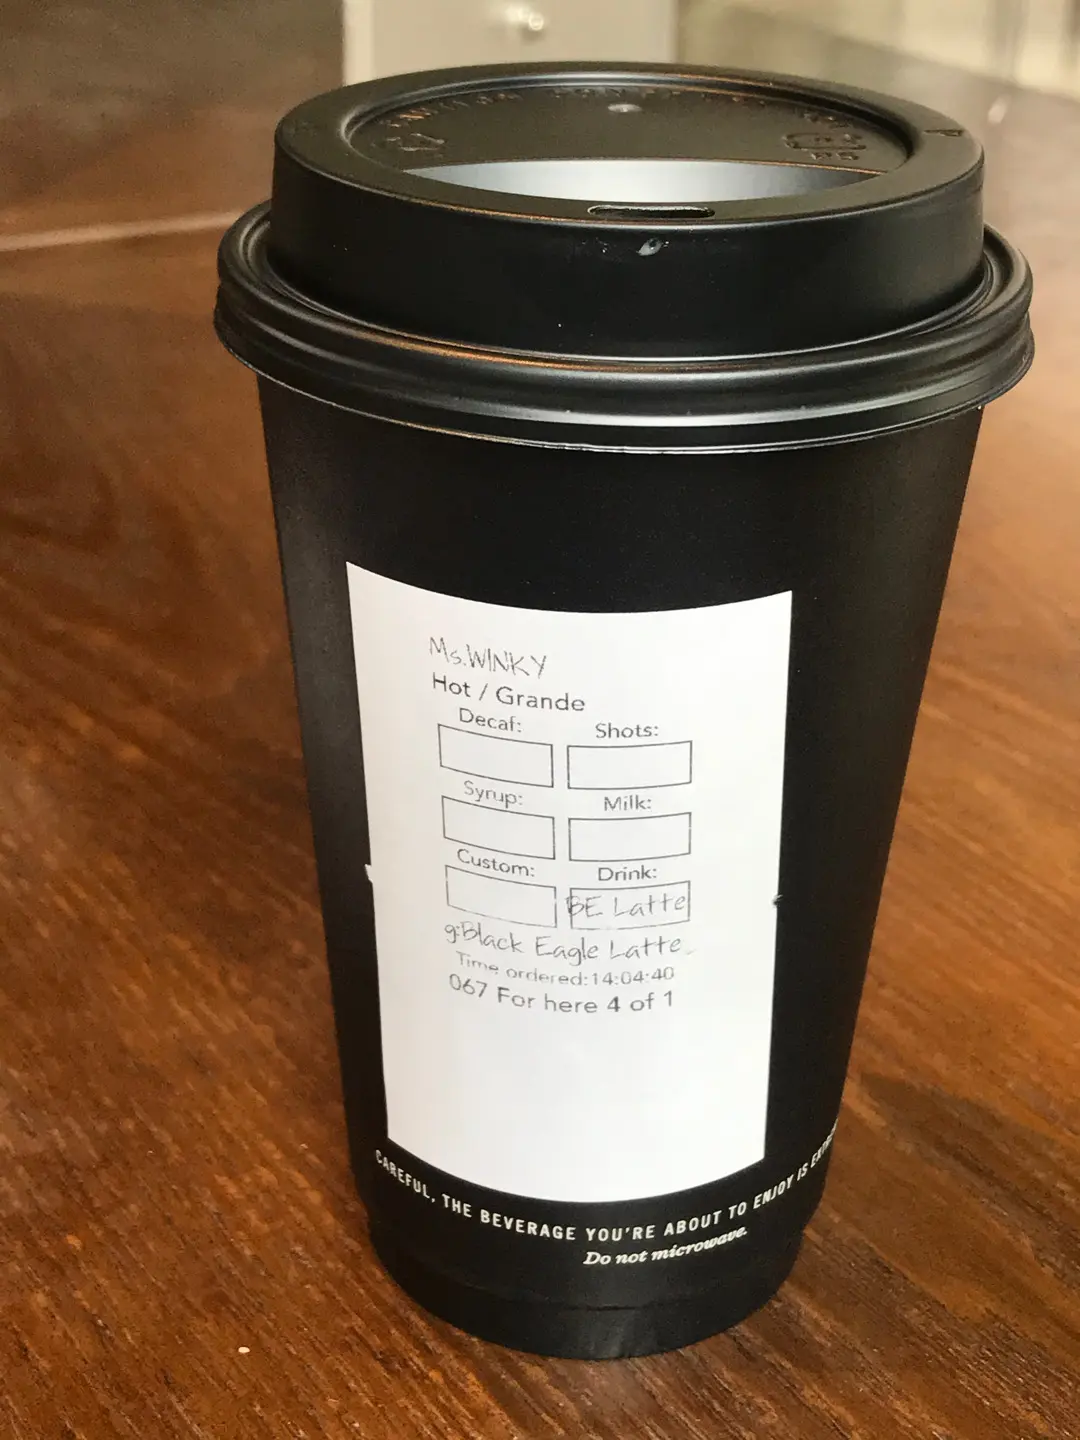 Ms.WINKY
Hot / Grande
Decaf: Shots:
Syrup: Milk:
Custom: Drink:
BE Latte
g:Black Eagle Latte
Time ordered:14:04:40
067 For here 4 of 1
CAREFUL, THE BEVERAGE YOU'RE ABOUT TO ENJOY IS
Do not microwave.